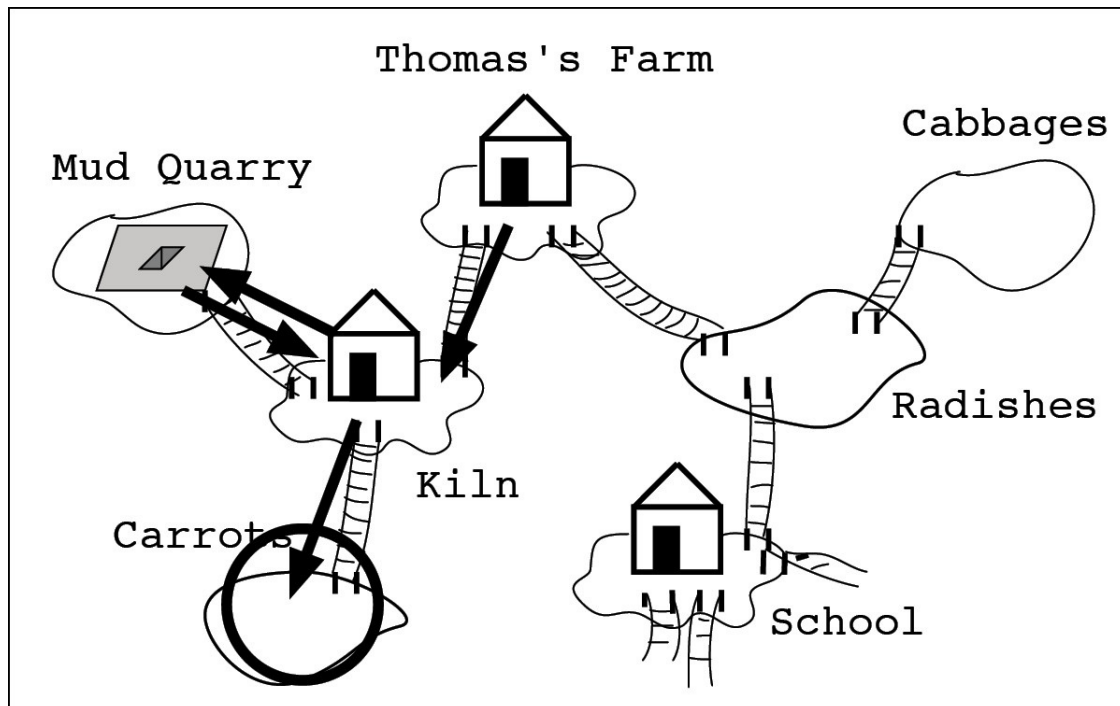 Thomas's Farm
Cabbages
Mud Quarry
Radishes
Kiln
Carrots
School